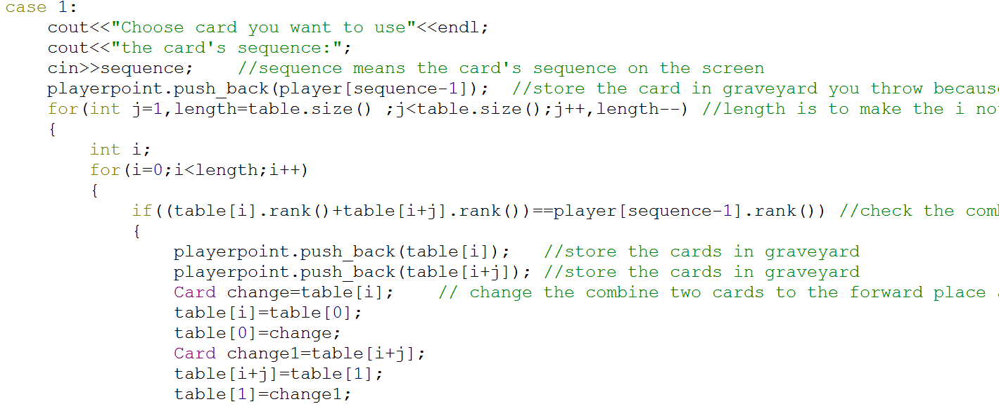 case 1:
cout<<"Choose card you want to use"<<endl;
cout<<"the card's sequence:";
cin>>sequence;    //sequence means the card's sequence on the screen
playerpoint.push_back(player[sequence-1]);  //store the card in graveyard you throw
for(int j=1,length=table.size() ;j<table.size();j++,length--) //length is to make the i
{
int i;
for(i=0;i<length;i++)
{
if((table[i].rank()+table[i+j].rank())==player[sequence-1].rank()) //check the
{
playerpoint.push_back(table[i]);   //store the cards in graveyard
playerpoint.push_back(table[i+j]); //store the cards in graveyard
Card change=table[i];    // change the combine two cards to the forward place
table[i]=table[0];
table[0]=change;
Card change1=table[i+j];
table[i+j]=table[1];
table[1]=change1;